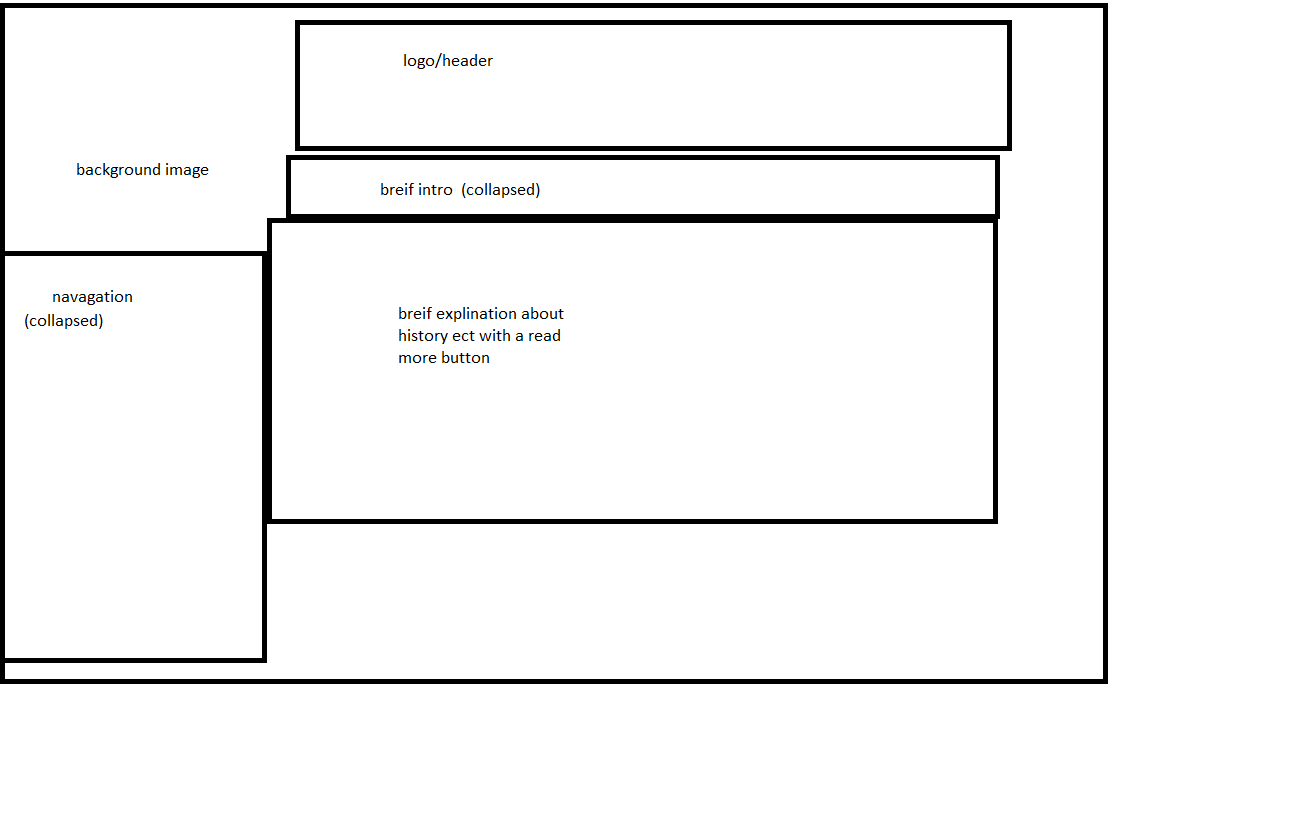 logo/header
background image
breif intro  (collapsed)
navagation
(collapsed)
breif explination about
history ect with a read
more button